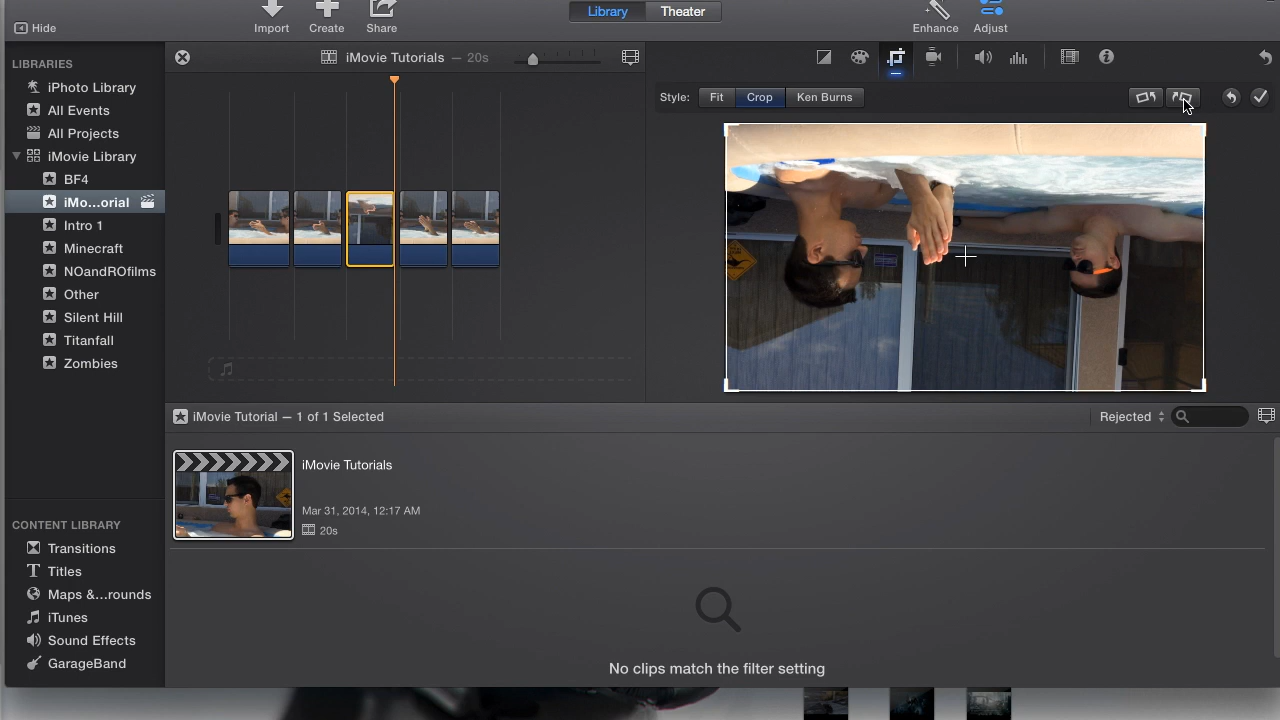 Hide
Import
Create
Share
Library
Theater
Enhance
Adjust
LIBRARIES
iPhoto Library
All Events
All Projects
iMovie Library
BF4
iMo...orial
Intro 1
Minecraft
NOandROfilms
Other
Silent Hill
Titanfall
Zombies
CONTENT LIBRARY
Transitions
Titles
Maps &...rounds
iTunes
Sound Effects
GarageBand
iMovie Tutorials — 20s
Style:
Fit
Crop
Ken Burns
iMovie Tutorial — 1 of 1 Selected
Rejected
iMovie Tutorials
Mar 31, 2014, 12:17 AM
20s
No clips match the filter setting